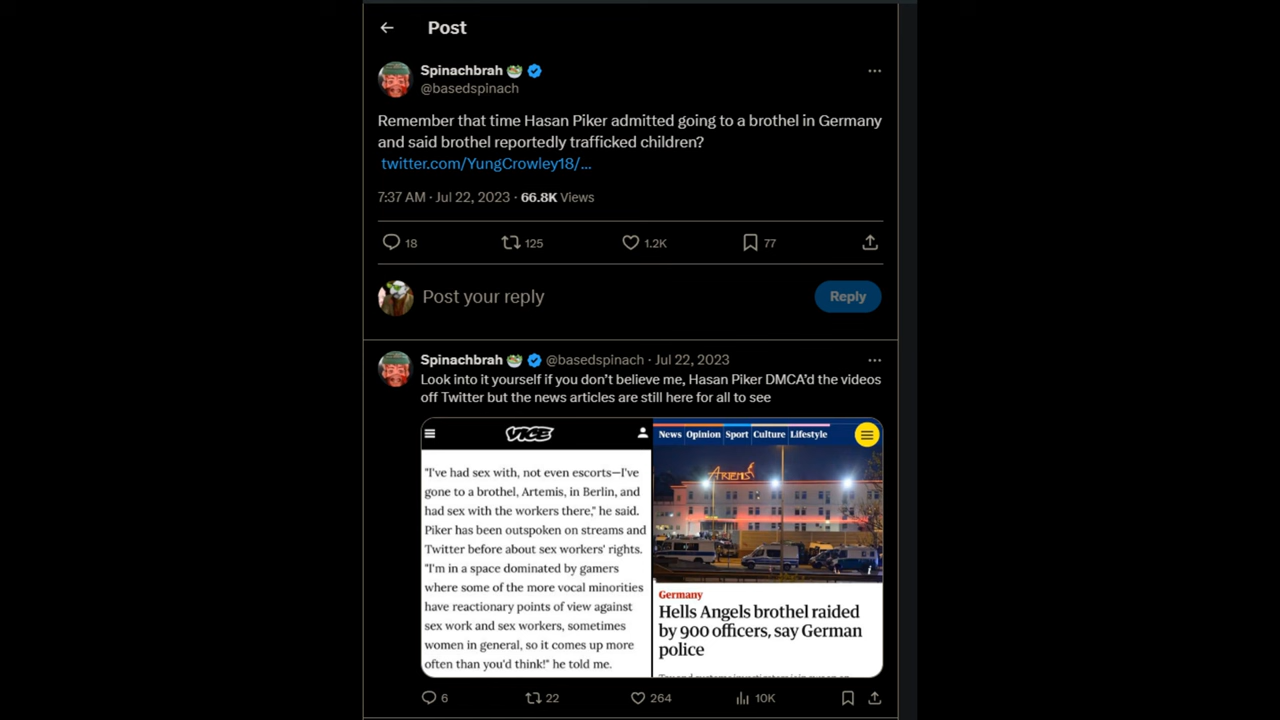 Post
Spinachbrah
@basedspinach
Remember that time Hasan Piker admitted going to a brothel in Germany
and said brothel reportedly trafficked children?
twitter.com/YungCrowley18/...
7:37 AM · Jul 22, 2023 · 66.8K Views
18 125 1.2K 77
Post your reply
Reply
Spinachbrah @basedspinach · Jul 22, 2023
Look into it yourself if you don't believe me, Hasan Piker DMCA'd the videos
off Twitter but the news articles are still here for all to see
VICE
"I've had sex with, not even escorts—I've
gone to a brothel, Artemis, in Berlin, and
had sex with the workers there," he said.
Piker has been outspoken on streams and
Twitter before about sex workers' rights.
"I'm in a space dominated by gamers
where some of the more vocal minorities
have reactionary points of view against
sex work and sex workers, sometimes
women in general, so it comes up more
often than you'd think!" he told me.
News Opinion Sport Culture Lifestyle
ARTEMIS
Germany
Hells Angels brothel raided
by 900 officers, say German
police
6 22 264 10K